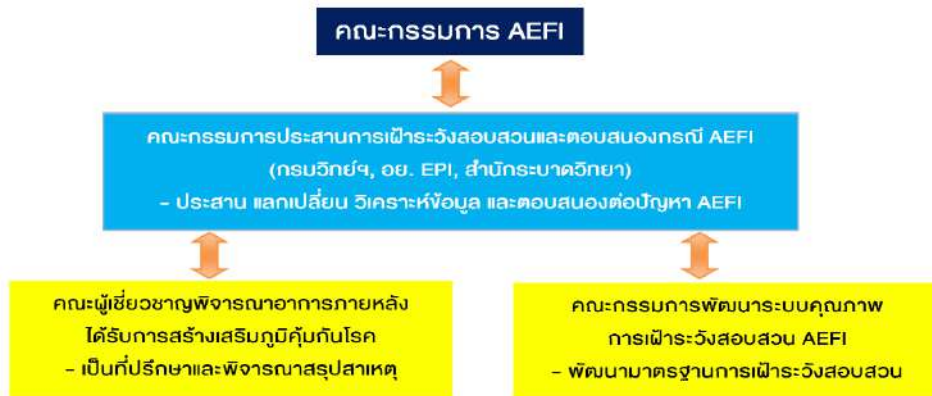 คณะกรรมการ AEFI
คณะกรรมการประสานการเฝ้าระวังสอบสวนและตอบสนองกรณี AEFI
(กรมวิทย์ฯ, อย. EPI, สำนักระบาดวิทยา)
- ประสาน แลกเปลี่ยน วิเคราะห์ข้อมูล และตอบสนองต่อปัญหา AEFI
คณะผู้เชี่ยวชาญพิจารณาอาการภายหลัง
ได้รับการสร้างเสริมภูมิคุ้มกันโรค
- เป็นที่ปรึกษาและพิจารณาสรุปสาเหตุ
คณะกรรมการพัฒนาระบบคุณภาพ
การเฝ้าระวังสอบสวน AEFI
- พัฒนามาตรฐานการเฝ้าระวังสอบสวน